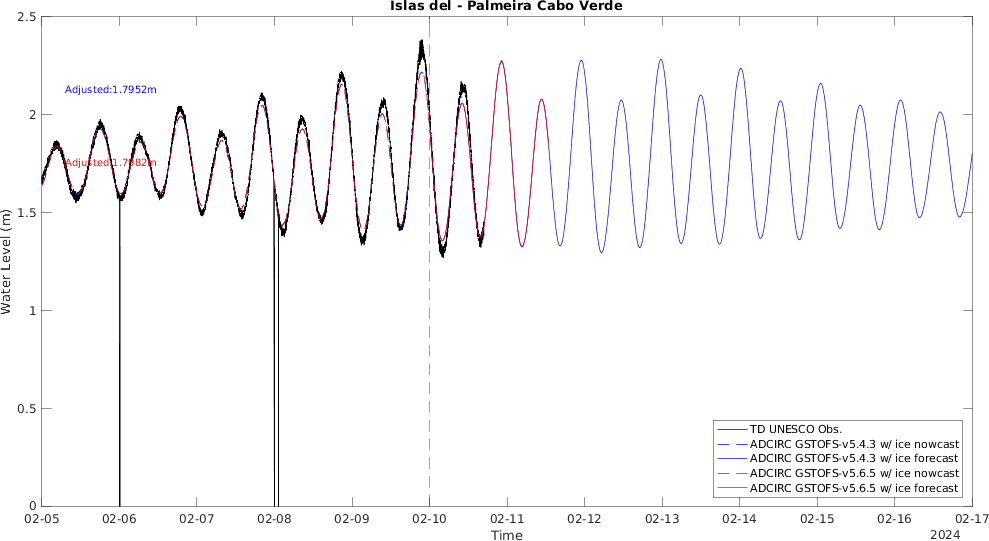 Islas del - Palmeira Cabo Verde
2.5
2
1.5
1
0.5
0
Water Level (m)
Adjusted:1.7952m
Adjusted:1.7982m
TD UNESCO Obs.
ADCIRC GSTOFS-v5.4.3 w/ ice nowcast
ADCIRC GSTOFS-v5.4.3 w/ ice forecast
ADCIRC GSTOFS-v5.6.5 w/ ice nowcast
ADCIRC GSTOFS-v5.6.5 w/ ice forecast
02-05 02-06 02-07 02-08 02-09 02-10 02-11 02-12 02-13 02-14 02-15 02-16 02-17
Time
2024